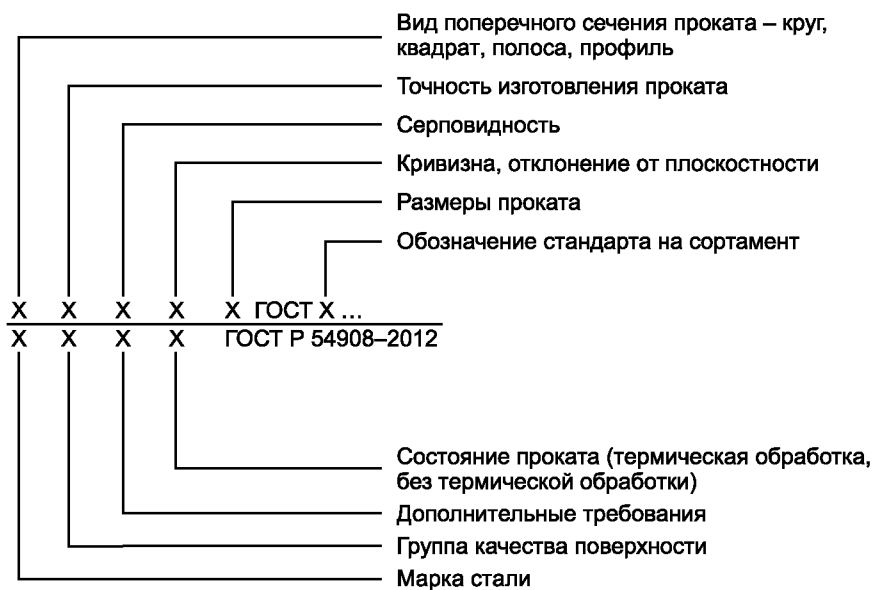 Вид поперечного сечения проката – круг,
квадрат, полоса, профиль
Точность изготовления проката
Серповидность
Кривизна, отклонение от плоскостности
Размеры проката
Обозначение стандарта на сортамент
Х Х Х Х Х ГОСТ Х ...
Х Х Х Х ГОСТ Р 54908–2012
Состояние проката (термическая обработка,
без термической обработки)
Дополнительные требования
Группа качества поверхности
Марка стали